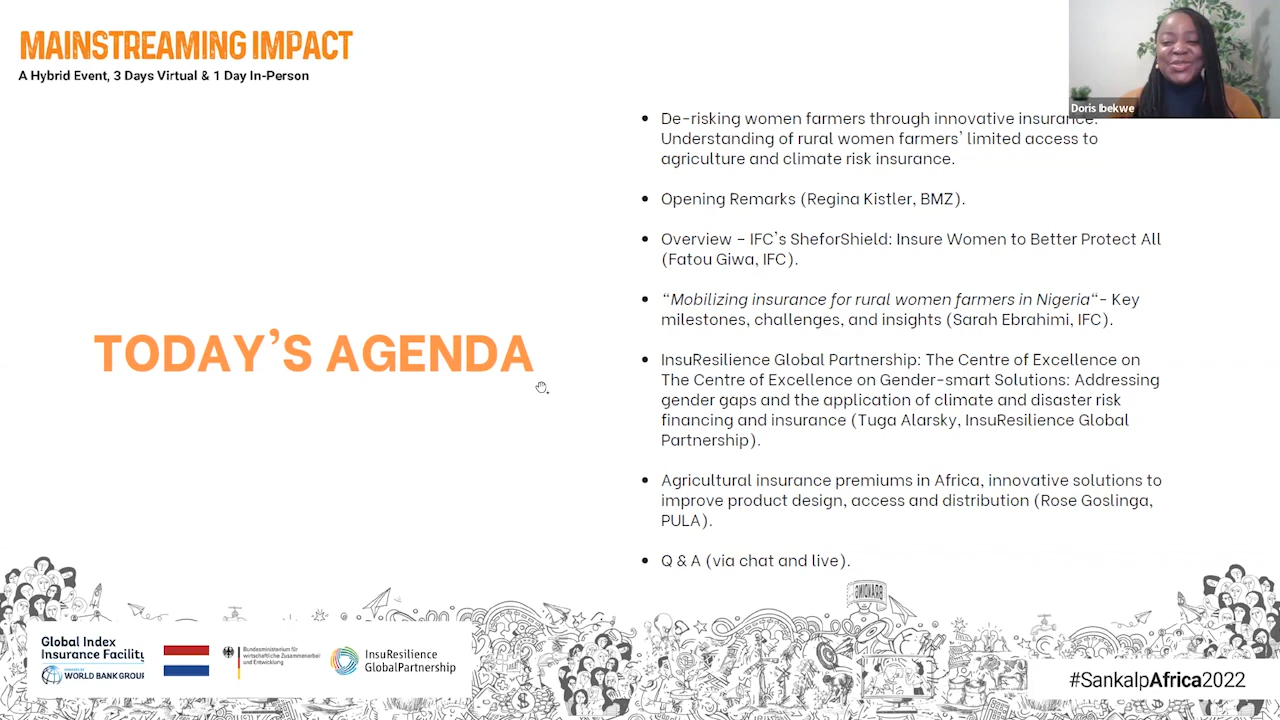 MAINSTREAMING IMPACT
A Hybrid Event, 3 Days Virtual & 1 Day In-Person
Doris Ibekwe
TODAY'S AGENDA
De-risking women farmers through innovative insurance:
Understanding of rural women farmers' limited access to
agriculture and climate risk insurance.
Opening Remarks (Regina Kistler, BMZ).
Overview – IFC's SheforShield: Insure Women to Better Protect All
(Fatou Giwa, IFC).
"Mobilizing insurance for rural women farmers in Nigeria"- Key
milestones, challenges, and insights (Sarah Ebrahimi, IFC).
InsuResilience Global Partnership: The Centre of Excellence on
The Centre of Excellence on Gender-smart Solutions: Addressing
gender gaps and the application of climate and disaster risk
financing and insurance (Tuga Alarsky, InsuResilience Global
Partnership).
Agricultural insurance premiums in Africa, innovative solutions to
improve product design, access and distribution (Rose Goslinga,
PULA).
Q & A (via chat and live).
Global Index
Insurance Facility
WORLD BANK GROUP
Bundesministerium für
wirtschaftliche Zusammenarbeit
und Entwicklung
InsuResilience
GlobalPartnership
#SankalpAfrica2022